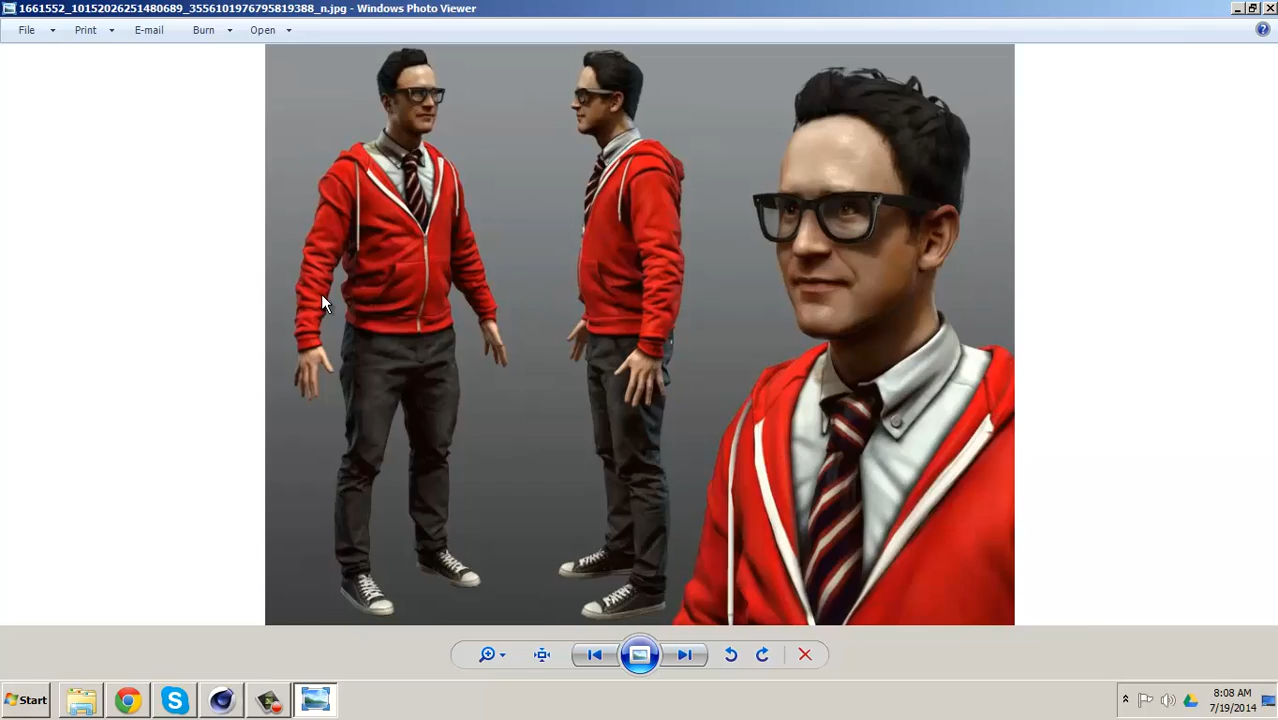 1661552_10152026251480689_3556101976795819388_n.jpg - Windows Photo Viewer
File Print E-mail Burn Open
Start
8:08 AM
7/19/2014